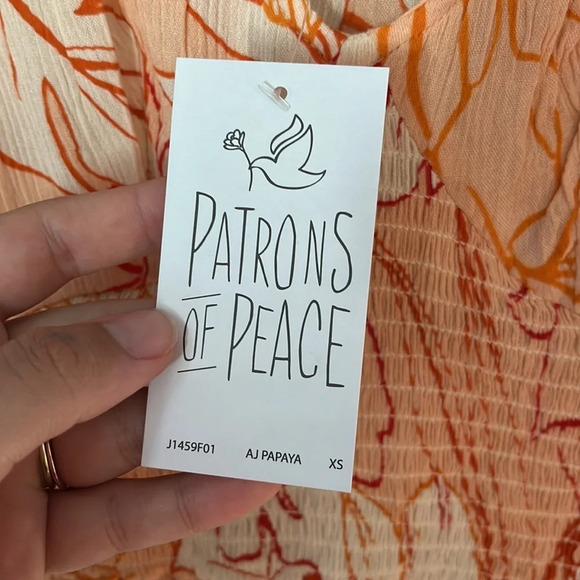 PATRONS
OF PEACE
J1459F01 AJ PAPAYA XS